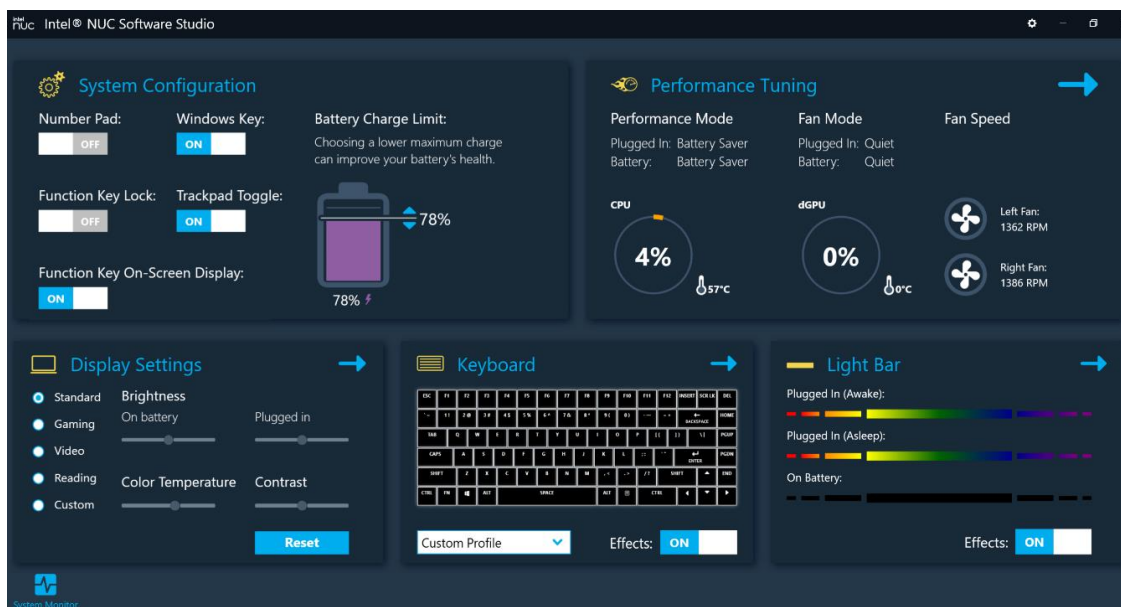 intel nuc Intel® NUC Software Studio
System Configuration
Number Pad:
OFF
Windows Key:
ON
Function Key Lock:
OFF
Trackpad Toggle:
ON
Function Key On-Screen Display:
ON
Battery Charge Limit:
Choosing a lower maximum charge
can improve your battery's health.
78%
78%
Performance Tuning
Performance Mode
Plugged In: Battery Saver
Battery: Battery Saver
Fan Mode
Plugged In: Quiet
Battery: Quiet
Fan Speed
CPU
4%
57°C
dGPU
0%
0°C
Left Fan:
1362 RPM
Right Fan:
1386 RPM
Display Settings
Standard
Gaming
Video
Reading
Custom
Brightness
On battery
Plugged in
Color Temperature
Contrast
Reset
Keyboard
ESC F1 F2 F3 F4 F5 F6 F7 F8 F9 F10 F11 F12 INSERT SCR LK DEL
BACKSPACE HOME
TAB Q W E R T Y U I O P PGUP
CAPS A S D F G H J K L ENTER PGDN
SHIFT Z X C V B N M SHIFT END
CTRL FN ALT SPACE ALT CTRL
Custom Profile
Effects: ON
Light Bar
Plugged In (Awake):
Plugged In (Asleep):
On Battery:
Effects: ON
System Monitor